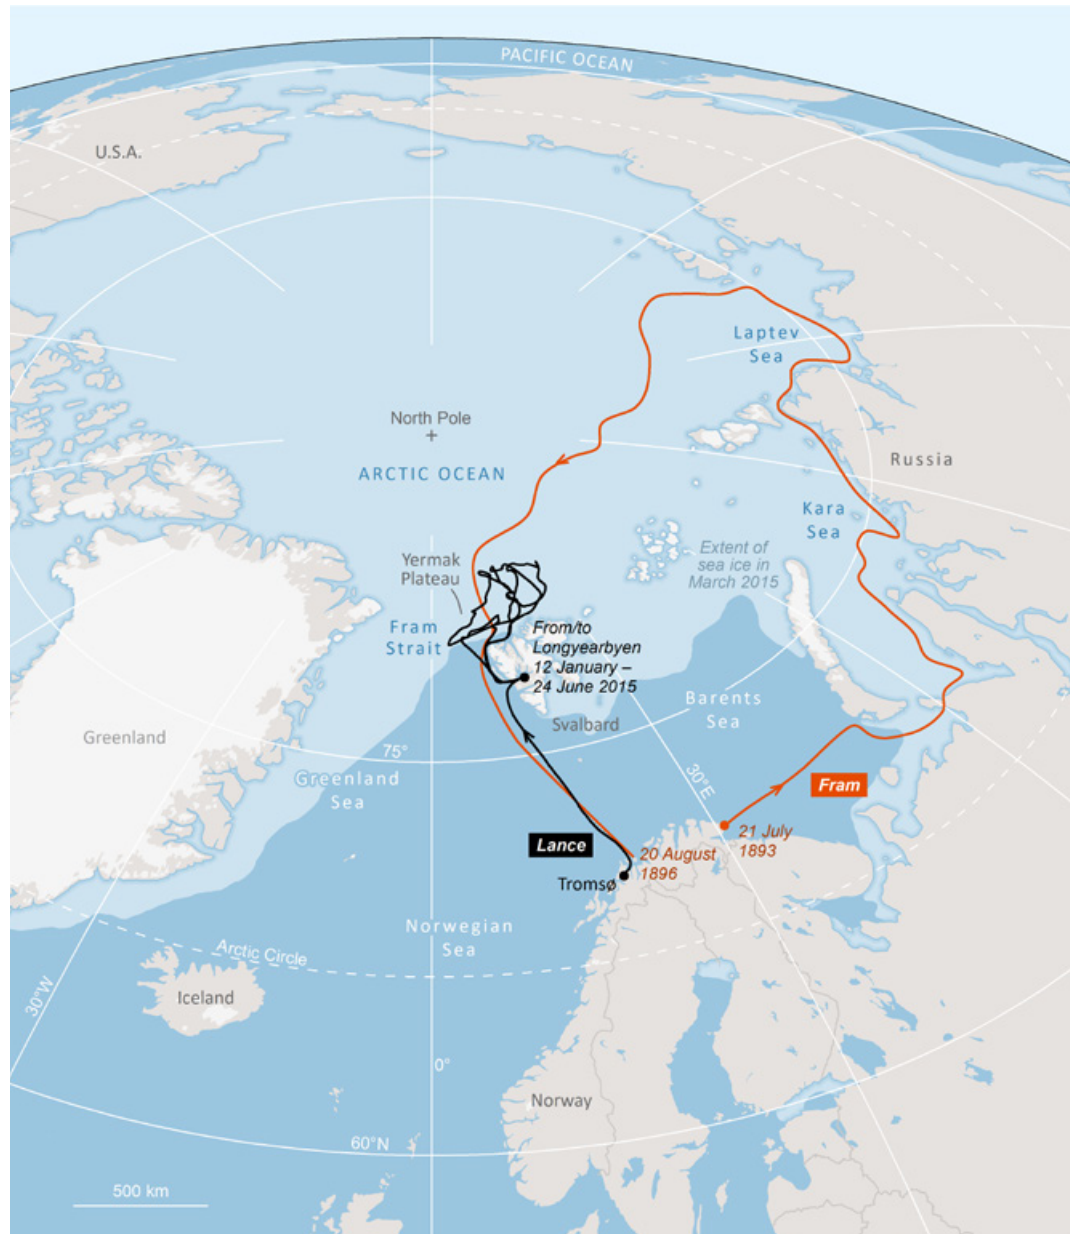 PACIFIC OCEAN
U.S.A.
Laptev
Sea
North Pole
ARCTIC OCEAN
Russia
Kara
Sea
Extent of
sea ice in
March 2015
Yermak
Plateau
Fram
Strait
From/to
Longyearbyen
12 January –
24 June 2015
Barents
Sea
Svalbard
Greenland
75°
Greenland
Sea
30°E
Fram
21 July
1893
Lance
20 August
1896
Tromsø
Norwegian
Sea
Arctic Circle
Iceland
30°W
0°
Norway
60°N
500 km